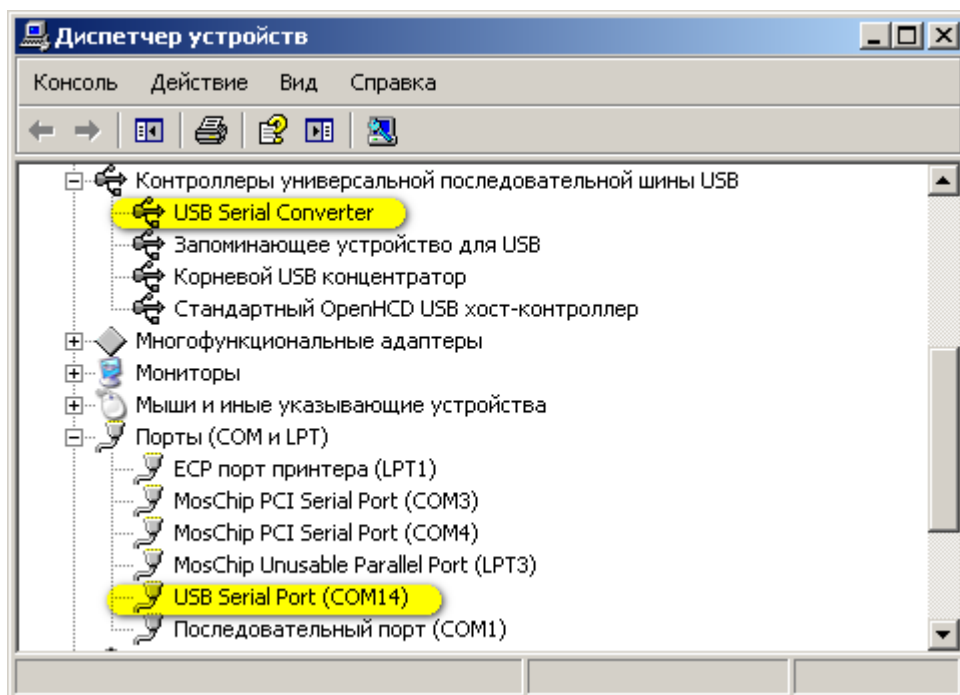 Диспетчер устройств
Консоль Действие Вид Справка
Контроллеры универсальной последовательной шины USB
USB Serial Converter
Запоминающее устройство для USB
Корневой USB концентратор
Стандартный OpenHCD USB хост-контроллер
Многофункциональные адаптеры
Мониторы
Мыши и иные указывающие устройства
Порты (COM и LPT)
ECP порт принтера (LPT1)
MosChip PCI Serial Port (COM3)
MosChip PCI Serial Port (COM4)
MosChip Unusable Parallel Port (LPT3)
USB Serial Port (COM14)
Последовательный порт (COM1)